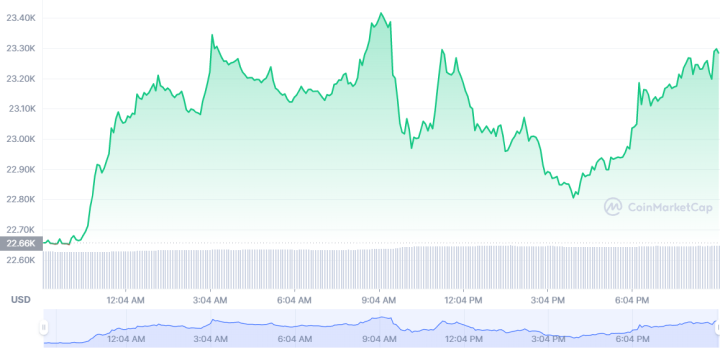 23.40K
23.30K
23.20K
23.10K
23.00K
22.90K
22.80K
22.70K
22.66K
22.60K
CoinMarketCap
USD
12:04 AM 3:04 AM 6:04 AM 9:04 AM 12:04 PM 3:04 PM 6:04 PM
12:04 AM 3:04 AM 6:04 AM 9:04 AM 12:04 PM 3:04 PM 6:04 PM